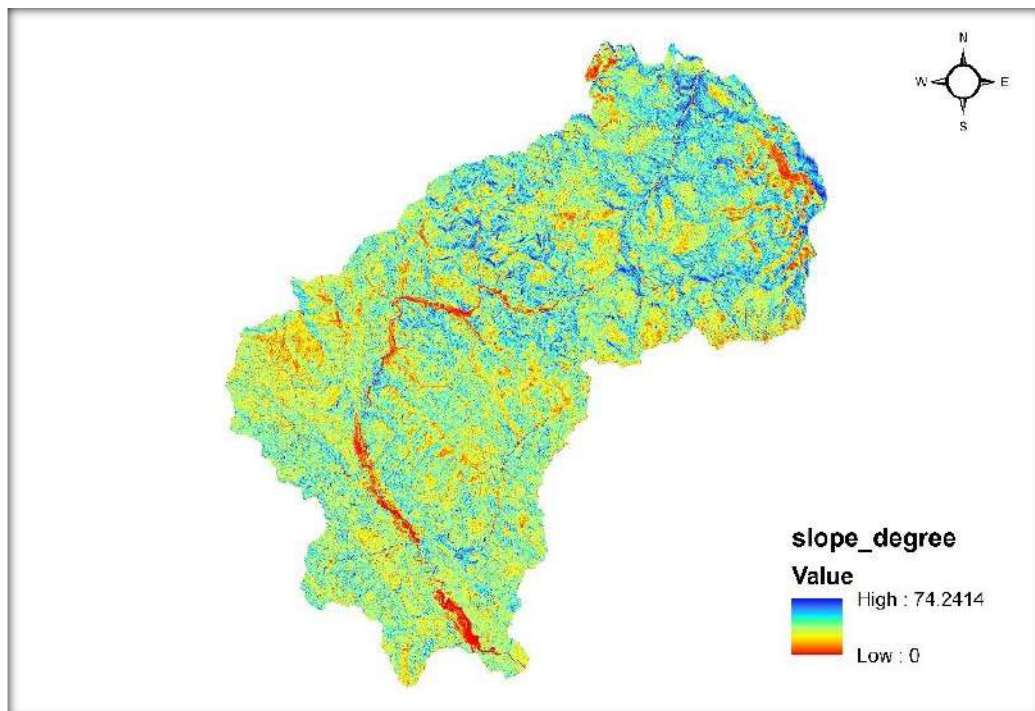 N
W E
S
slope_degree
Value
High : 74.2414
Low : 0